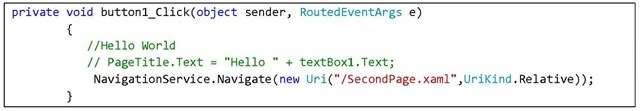 private void button1_Click(object sender, RoutedEventArgs e)
{
//Hello World
// PageTitle.Text = "Hello " + textBox1.Text;
NavigationService.Navigate(new Uri("/SecondPage.xaml",UriKind.Relative));
}